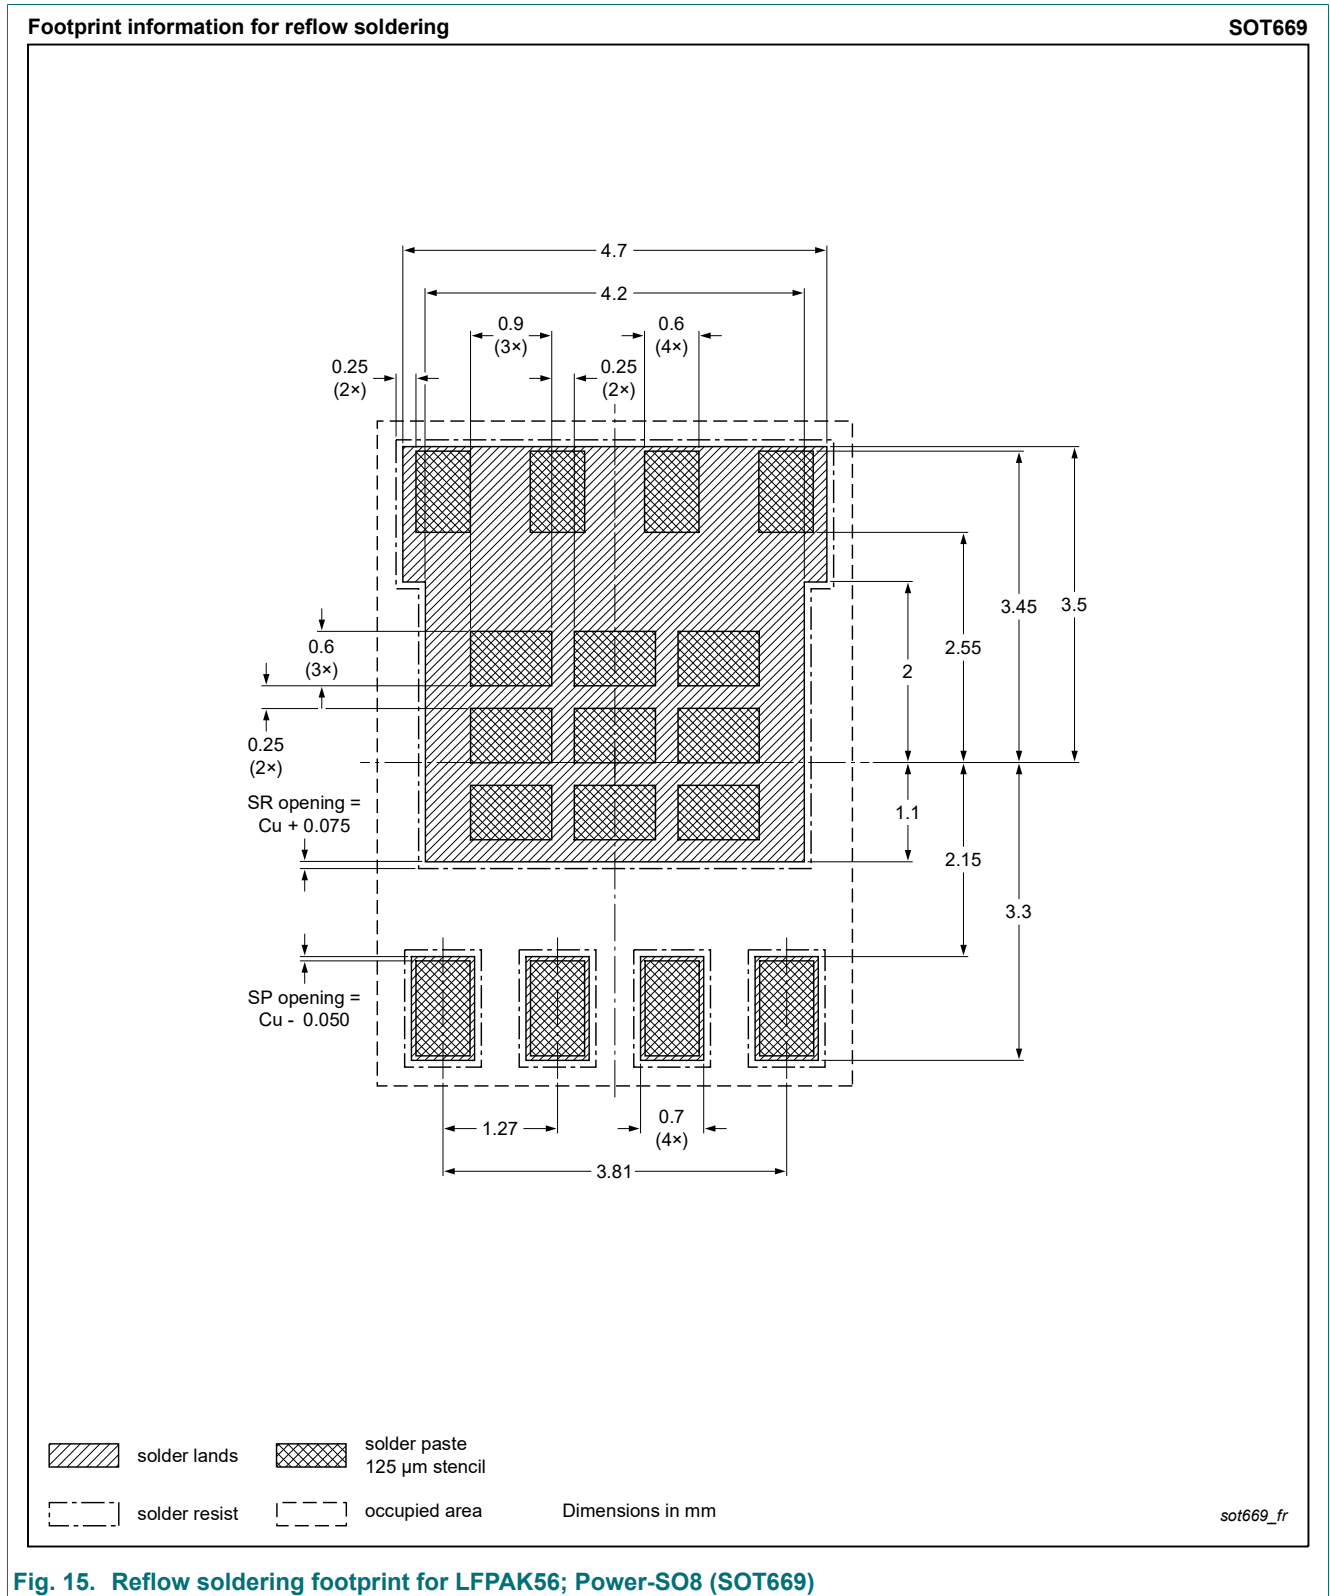 Footprint information for reflow soldering
SOT669
4.7
4.2
0.9
(3×)
0.6
(4×)
0.25
(2×)
0.25
(2×)
3.45
3.5
2.55
2
0.6
(3×)
0.25
(2×)
SR opening =
Cu + 0.075
1.1
2.15
3.3
SP opening =
Cu - 0.050
1.27
0.7
(4×)
3.81
solder lands
solder paste
125 µm stencil
solder resist
occupied area
Dimensions in mm
sot669_fr
Fig. 15. Reflow soldering footprint for LFPAK56; Power-SO8 (SOT669)